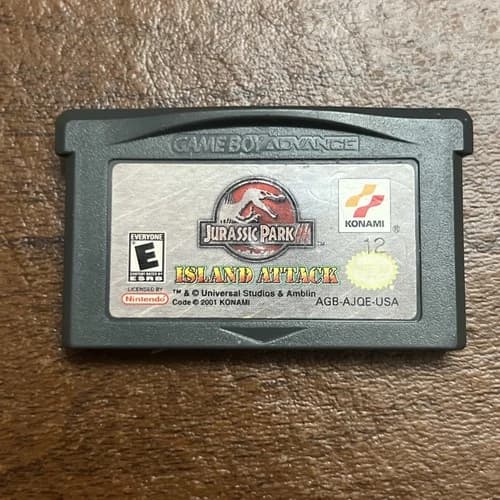 GAME BOY ADVANCE
JURASSIC PARK III
™
ISLAND ATTACK
KONAMI
®
12
EVERYONE
E
ESRB
LICENSED BY
Nintendo
™ & © Universal Studios & Amblin
Code © 2001 KONAMI
AGB-AJQE-USA